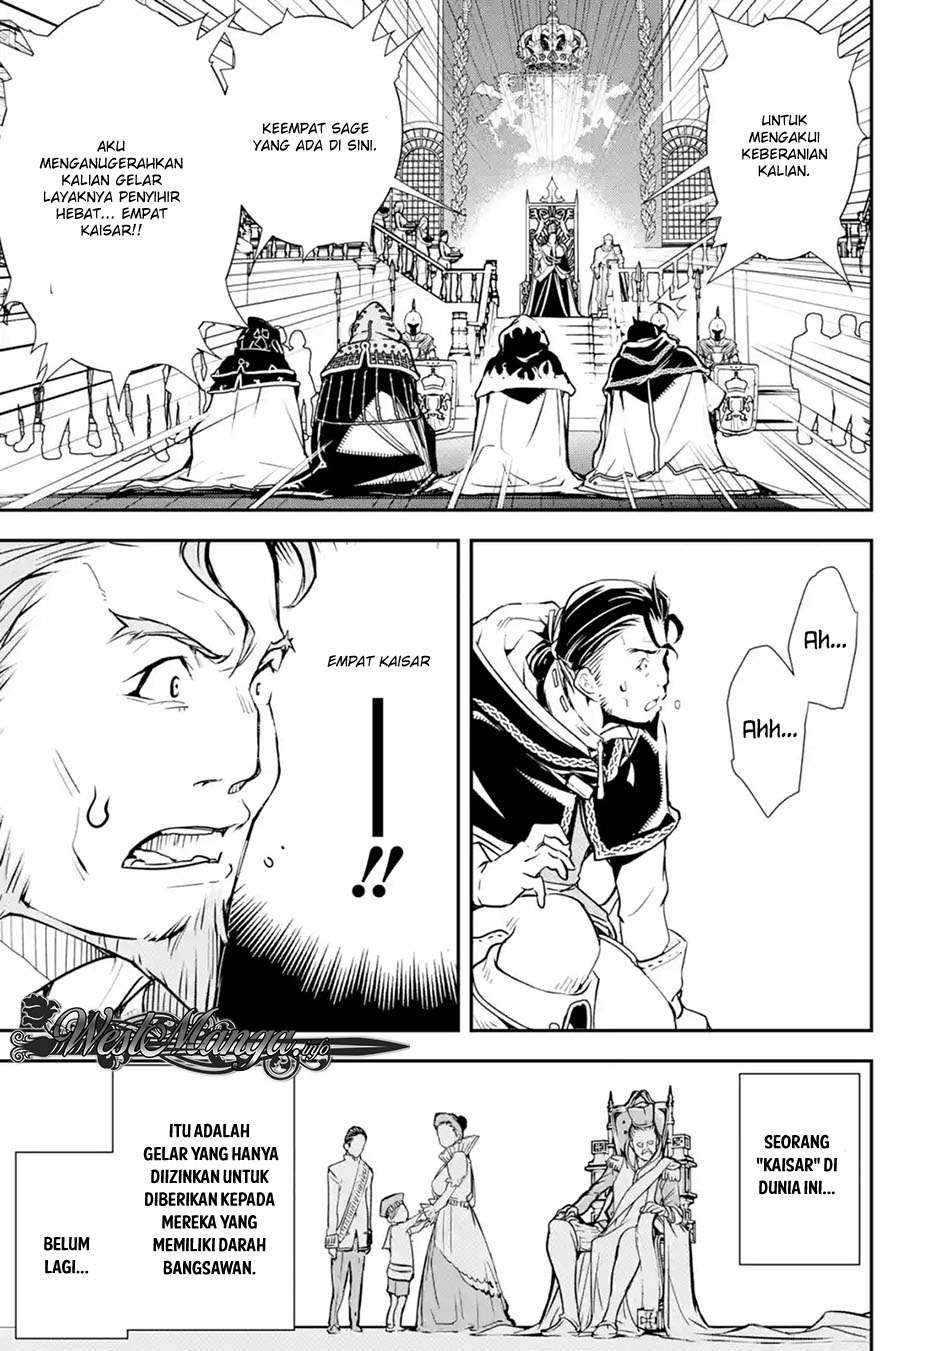 UNTUK
MENGAKUI
KEBERANIAN
KALIAN.
KEEMPAT SAGE
YANG ADA DI SINI.
AKU
MENGANUGERAHKAN
KALIAN GELAR
LAYAKNYA PENYIHIR
HEBAT... EMPAT
KAISAR!!
Ah...
Ahh...
EMPAT KAISAR
—!!
WestManga.info
SEORANG
"KAISAR" DI
DUNIA INI...
ITU ADALAH
GELAR YANG HANYA
DIIZINKAN UNTUK
DIBERIKAN KEPADA
MEREKA YANG
MEMILIKI DARAH
BANGSAWAN.
BELUM
LAGI...